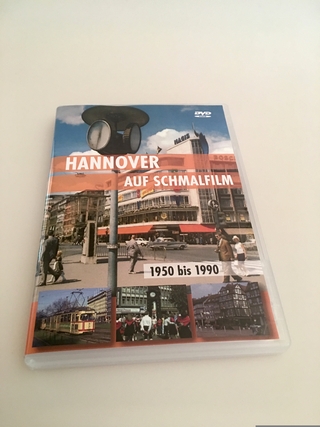 DVD
HANNOVER
AUF SCHMALFILM
1950 bis 1990